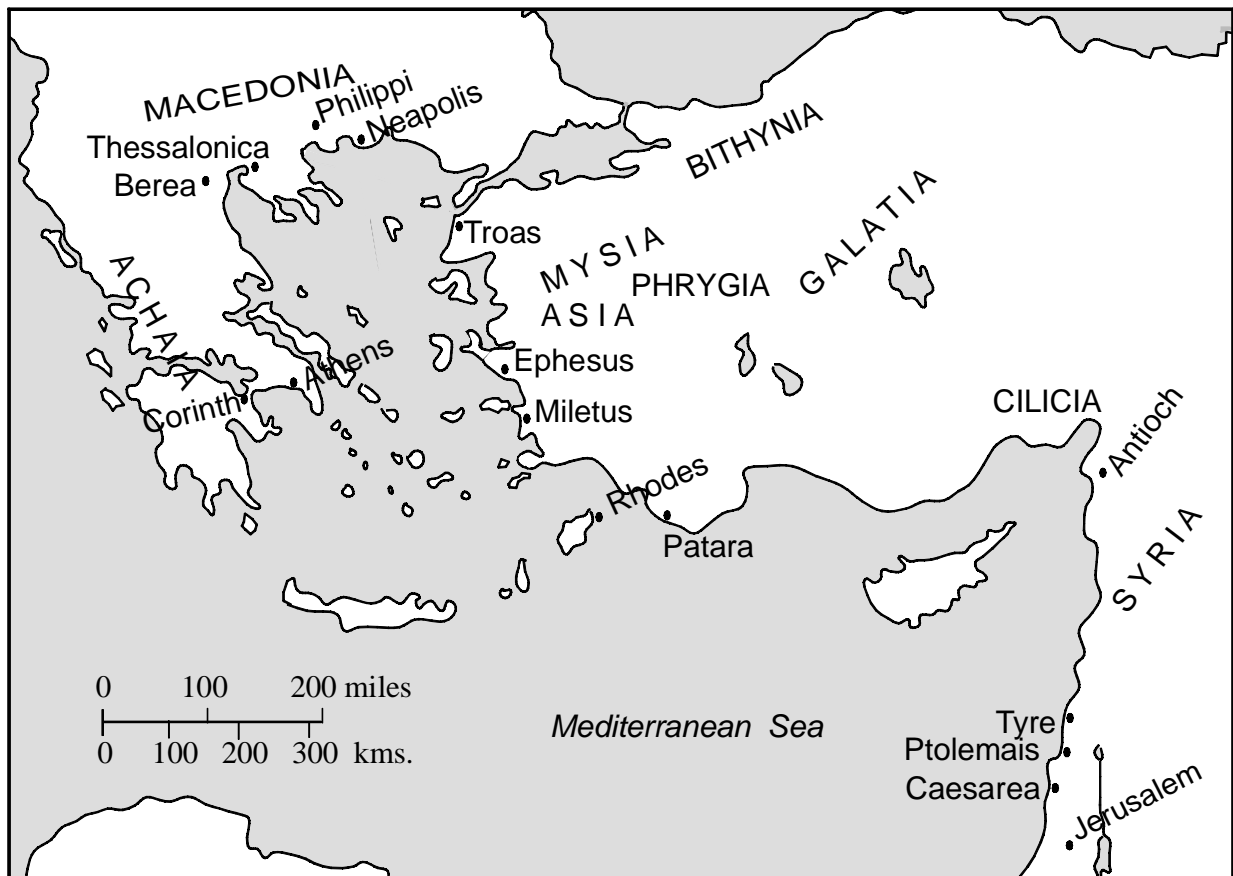 MACEDONIA
Philippi
Neapolis
Thessalonica
Berea
BITHYNIA
Troas
MYSIA
GALATIA
PHRYGIA
ASIA
ACHAIA
Athens
Ephesus
Corinth
Miletus
CILICIA
Antioch
Rhodes
Patara
SYRIA
0 100 200 miles
0 100 200 300 kms.
Mediterranean Sea
Tyre
Ptolemais
Caesarea
Jerusalem